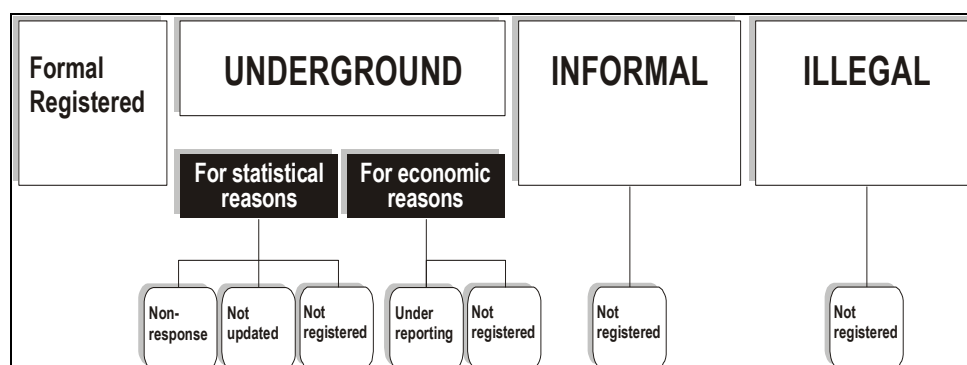 Formal
Registered
UNDERGROUND
INFORMAL
ILLEGAL
For statistical
reasons
For economic
reasons
Non-
response
Not
updated
Not
registered
Under
reporting
Not
registered
Not
registered
Not
registered